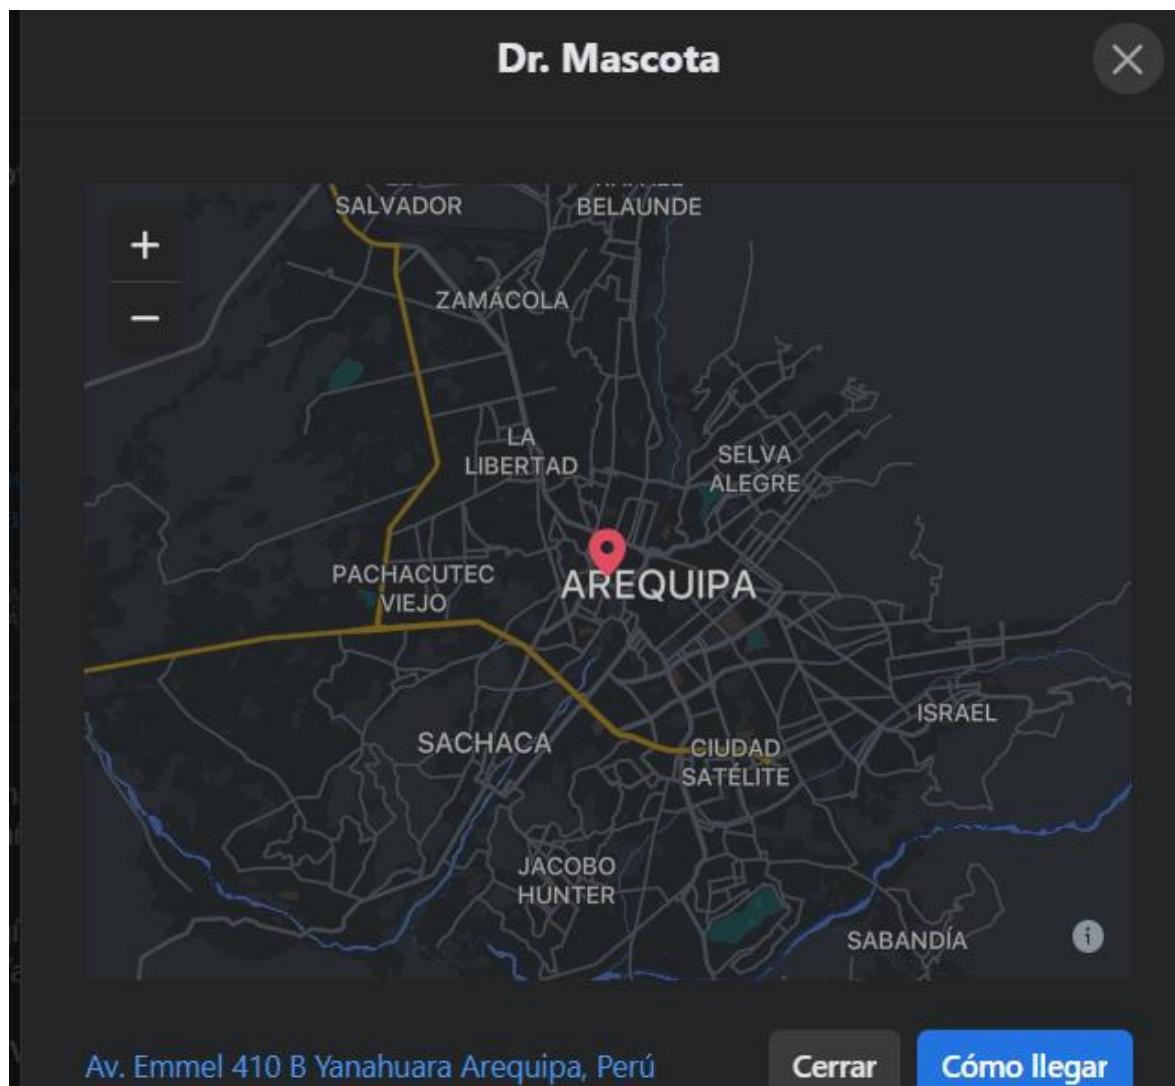 Dr. Mascota
SALVADOR
BELAUNDE
ZAMÁCOLA
LA
LIBERTAD
SELVA
ALEGRE
PACHACUTEC
VIEJO
AREQUIPA
ISRAEL
SACHACA
CIUDAD
SATÉLITE
JACOBO
HUNTER
SABANDÍA
Av. Emmel 410 B Yanahuara Arequipa, Perú
Cerrar
Cómo llegar